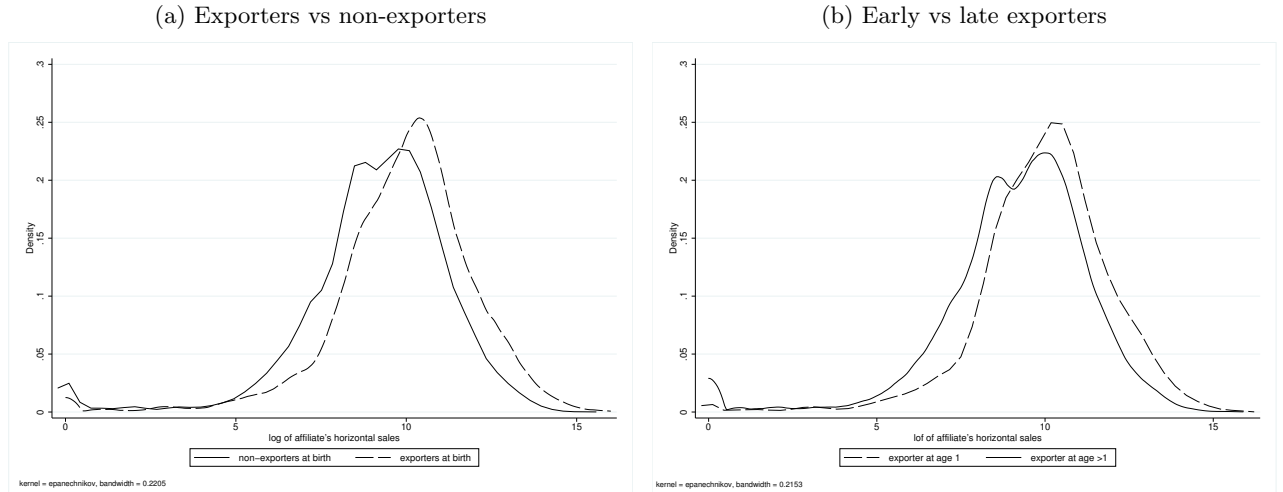 (a) Exporters vs non-exporters
.3
.25
.2
.15
.1
.05
0
Density
0 5 10 15
log of affiliate's horizontal sales
non−exporters at birth exporters at birth
kernel = epanechnikov, bandwidth = 0.2205
(b) Early vs late exporters
.3
.25
.2
.15
.1
.05
0
Density
0 5 10 15
lof of affiliate's horizontal sales
exporter at age 1 exporter at age >1
kernel = epanechnikov, bandwidth = 0.2153